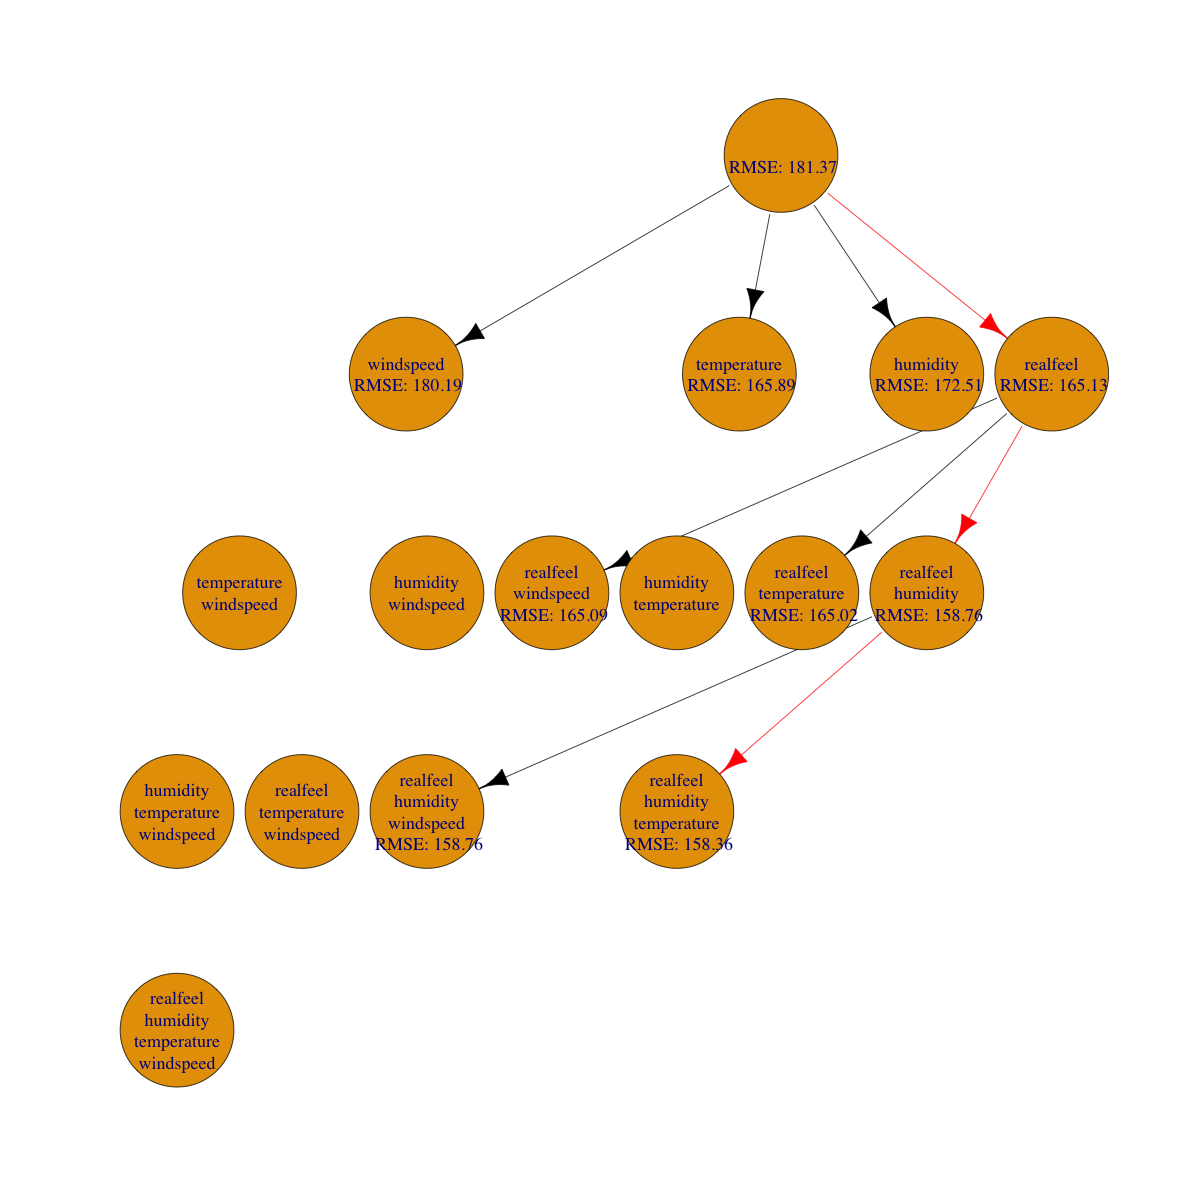 RMSE: 181.37
windspeed
RMSE: 180.19
temperature
RMSE: 165.89
humidity
RMSE: 172.51
realfeel
RMSE: 165.13
temperature
windspeed
humidity
windspeed
realfeel
windspeed
RMSE: 165.09
humidity
temperature
realfeel
temperature
RMSE: 165.02
realfeel
humidity
RMSE: 158.76
humidity
temperature
windspeed
realfeel
temperature
windspeed
realfeel
humidity
windspeed
RMSE: 158.76
realfeel
humidity
temperature
RMSE: 158.36
realfeel
humidity
temperature
windspeed